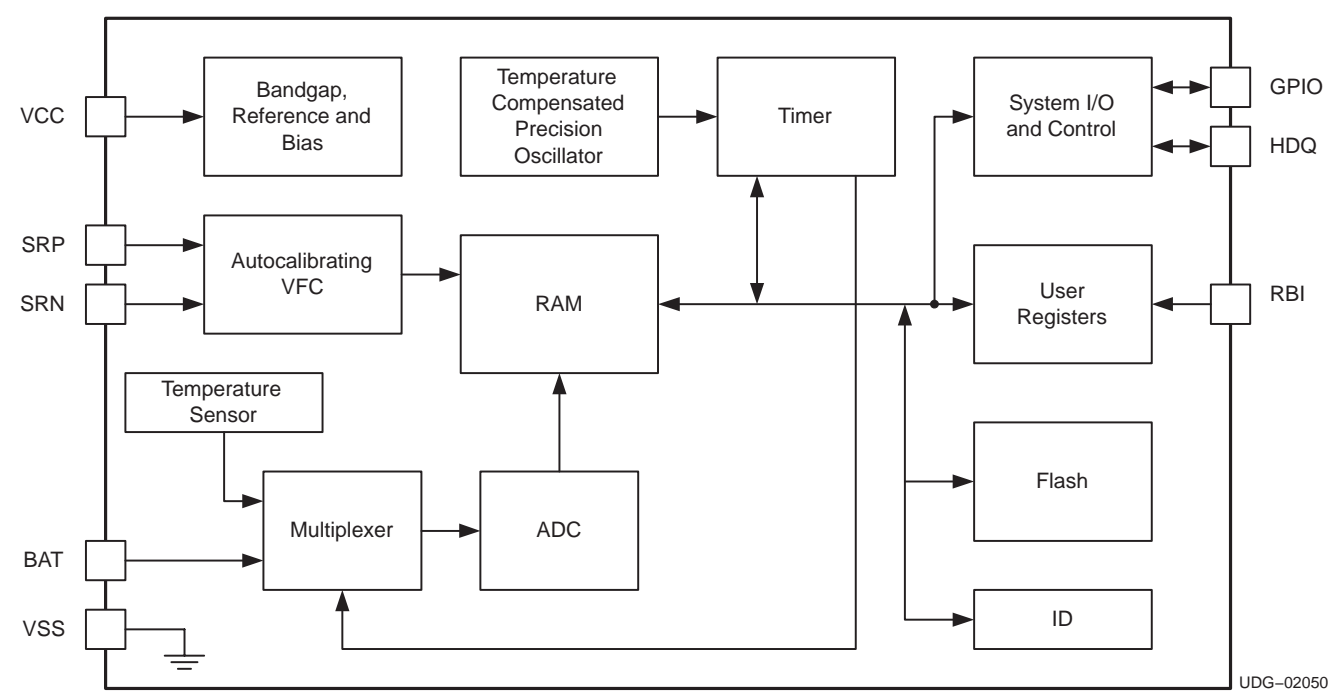 VCC
Bandgap,
Reference and
Bias
Temperature
Compensated
Precision
Oscillator
Timer
System I/O
and Control
GPIO
HDQ
SRP
SRN
Autocalibrating
VFC
RAM
User
Registers
RBI
Temperature
Sensor
Multiplexer
ADC
Flash
BAT
VSS
ID
UDG–02050